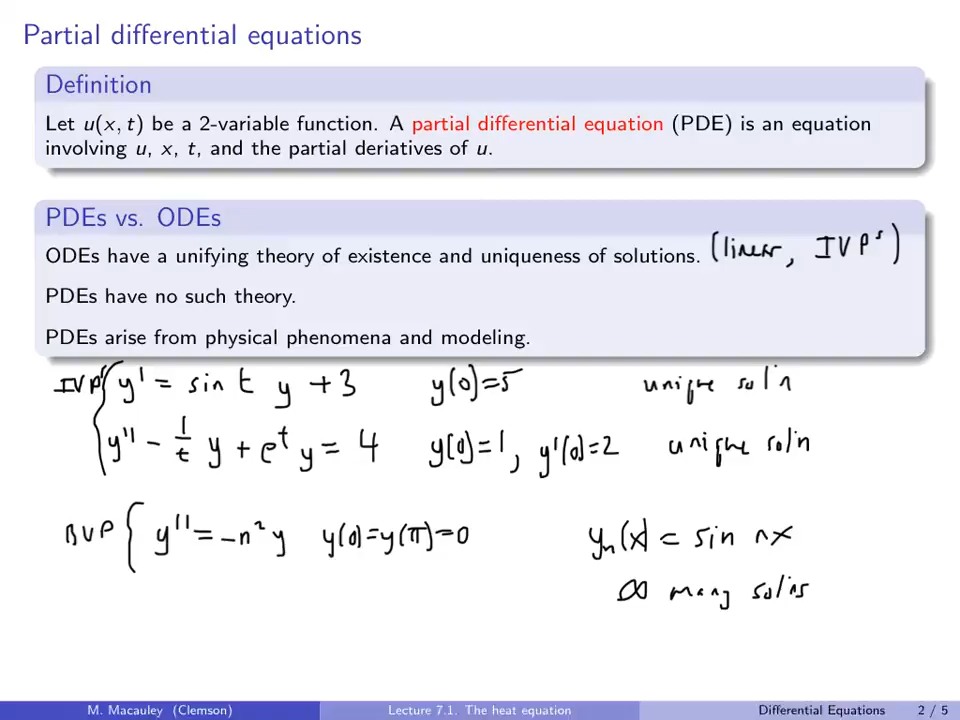 Partial differential equations
Definition
Let u(x, t) be a 2-variable function. A partial differential equation (PDE) is an equation
involving u, x, t, and the partial deriatives of u.
PDEs vs. ODEs
ODEs have a unifying theory of existence and uniqueness of solutions. (linear, IVP's)
PDEs have no such theory.
PDEs arise from physical phenomena and modeling.
IVP's { y' = sin t y + 3 y(0)=5 unique sol'n
y'' - 1/t y + e^t y = 4 y(0)=1, y'(0)=2 unique sol'n
BVP { y'' = -n² y y(0)=y(π)=0 yₙ(x) = sin nx
∞ many sol'ns
M. Macauley (Clemson) Lecture 7.1. The heat equation Differential Equations 2 / 5